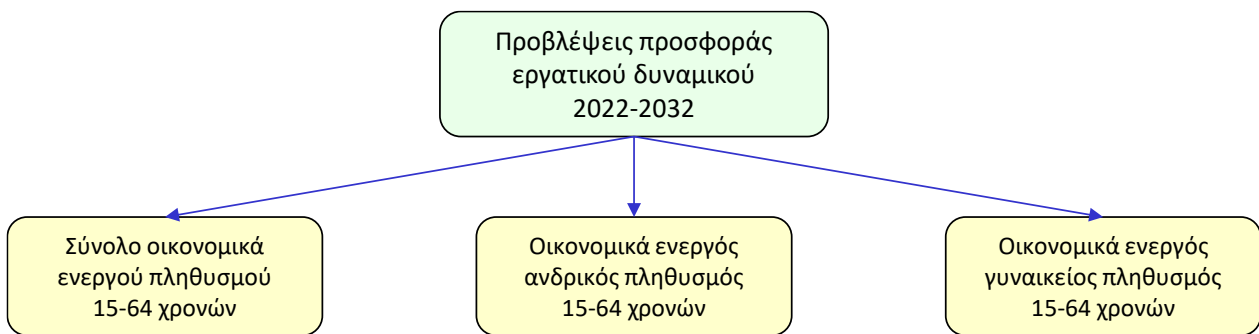 Προβλέψεις προσφοράς
εργατικού δυναμικού
2022-2032
Σύνολο οικονομικά
ενεργού πληθυσμού
15-64 χρονών
Οικονομικά ενεργός
ανδρικός πληθυσμός
15-64 χρονών
Οικονομικά ενεργός
γυναικείος πληθυσμός
15-64 χρονών